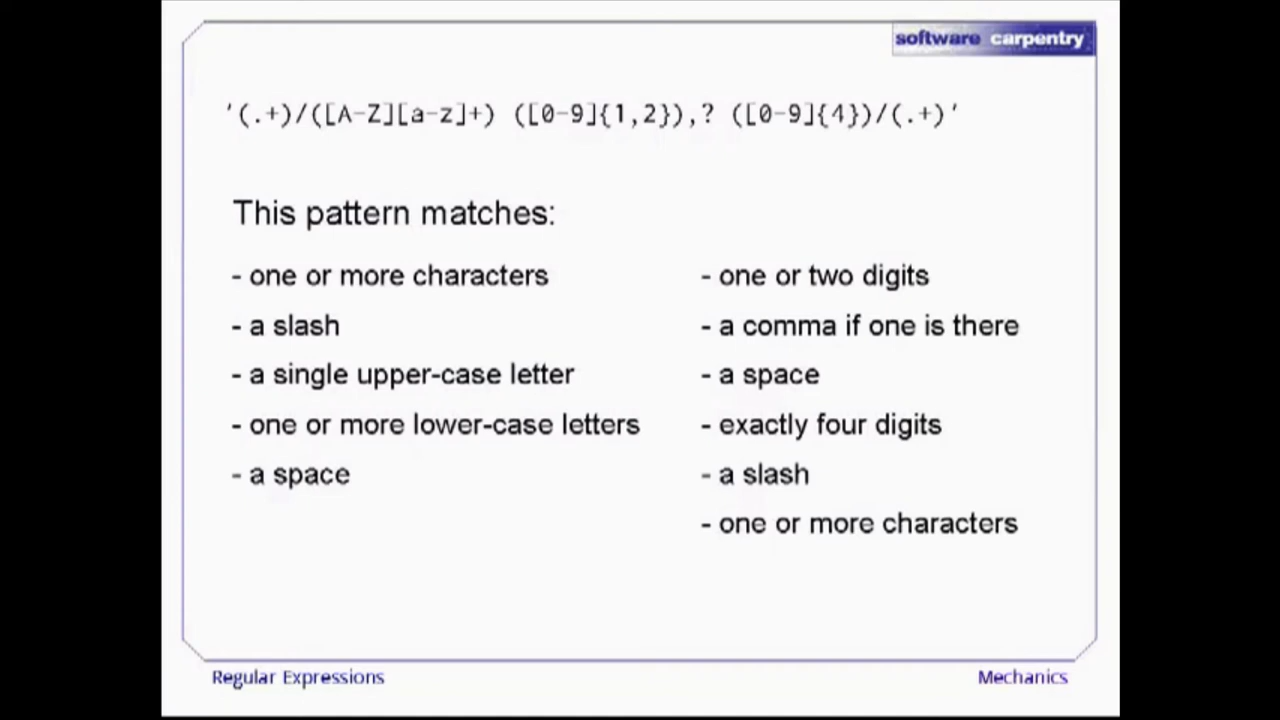 software carpentry
'(.+)/([A-Z][a-z]+) ([0-9]{1,2}),? ([0-9]{4})/(.+)'
This pattern matches:
- one or more characters
- a slash
- a single upper-case letter
- one or more lower-case letters
- a space
- one or two digits
- a comma if one is there
- a space
- exactly four digits
- a slash
- one or more characters
Regular Expressions
Mechanics